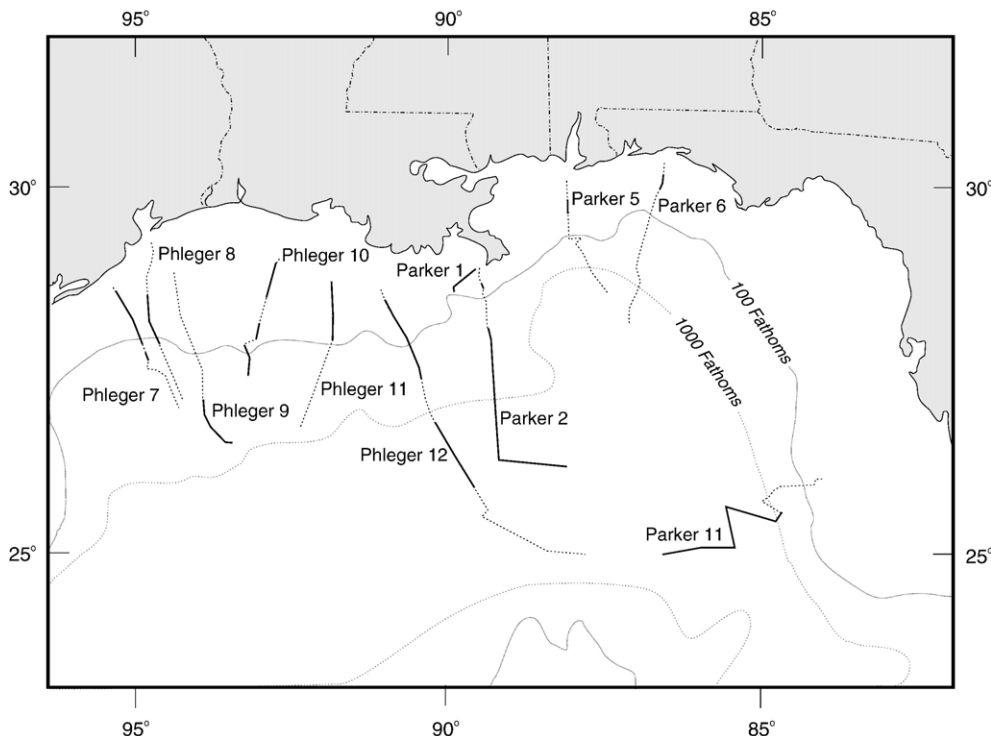 95° 90° 85°
30° 30°
Parker 5
Parker 6
Phleger 8 Phleger 10
Parker 1
100 Fathoms
1000 Fathoms
Phleger 7 Phleger 11
Phleger 9 Parker 2
Phleger 12
Parker 11
25° 25°
95° 90° 85°